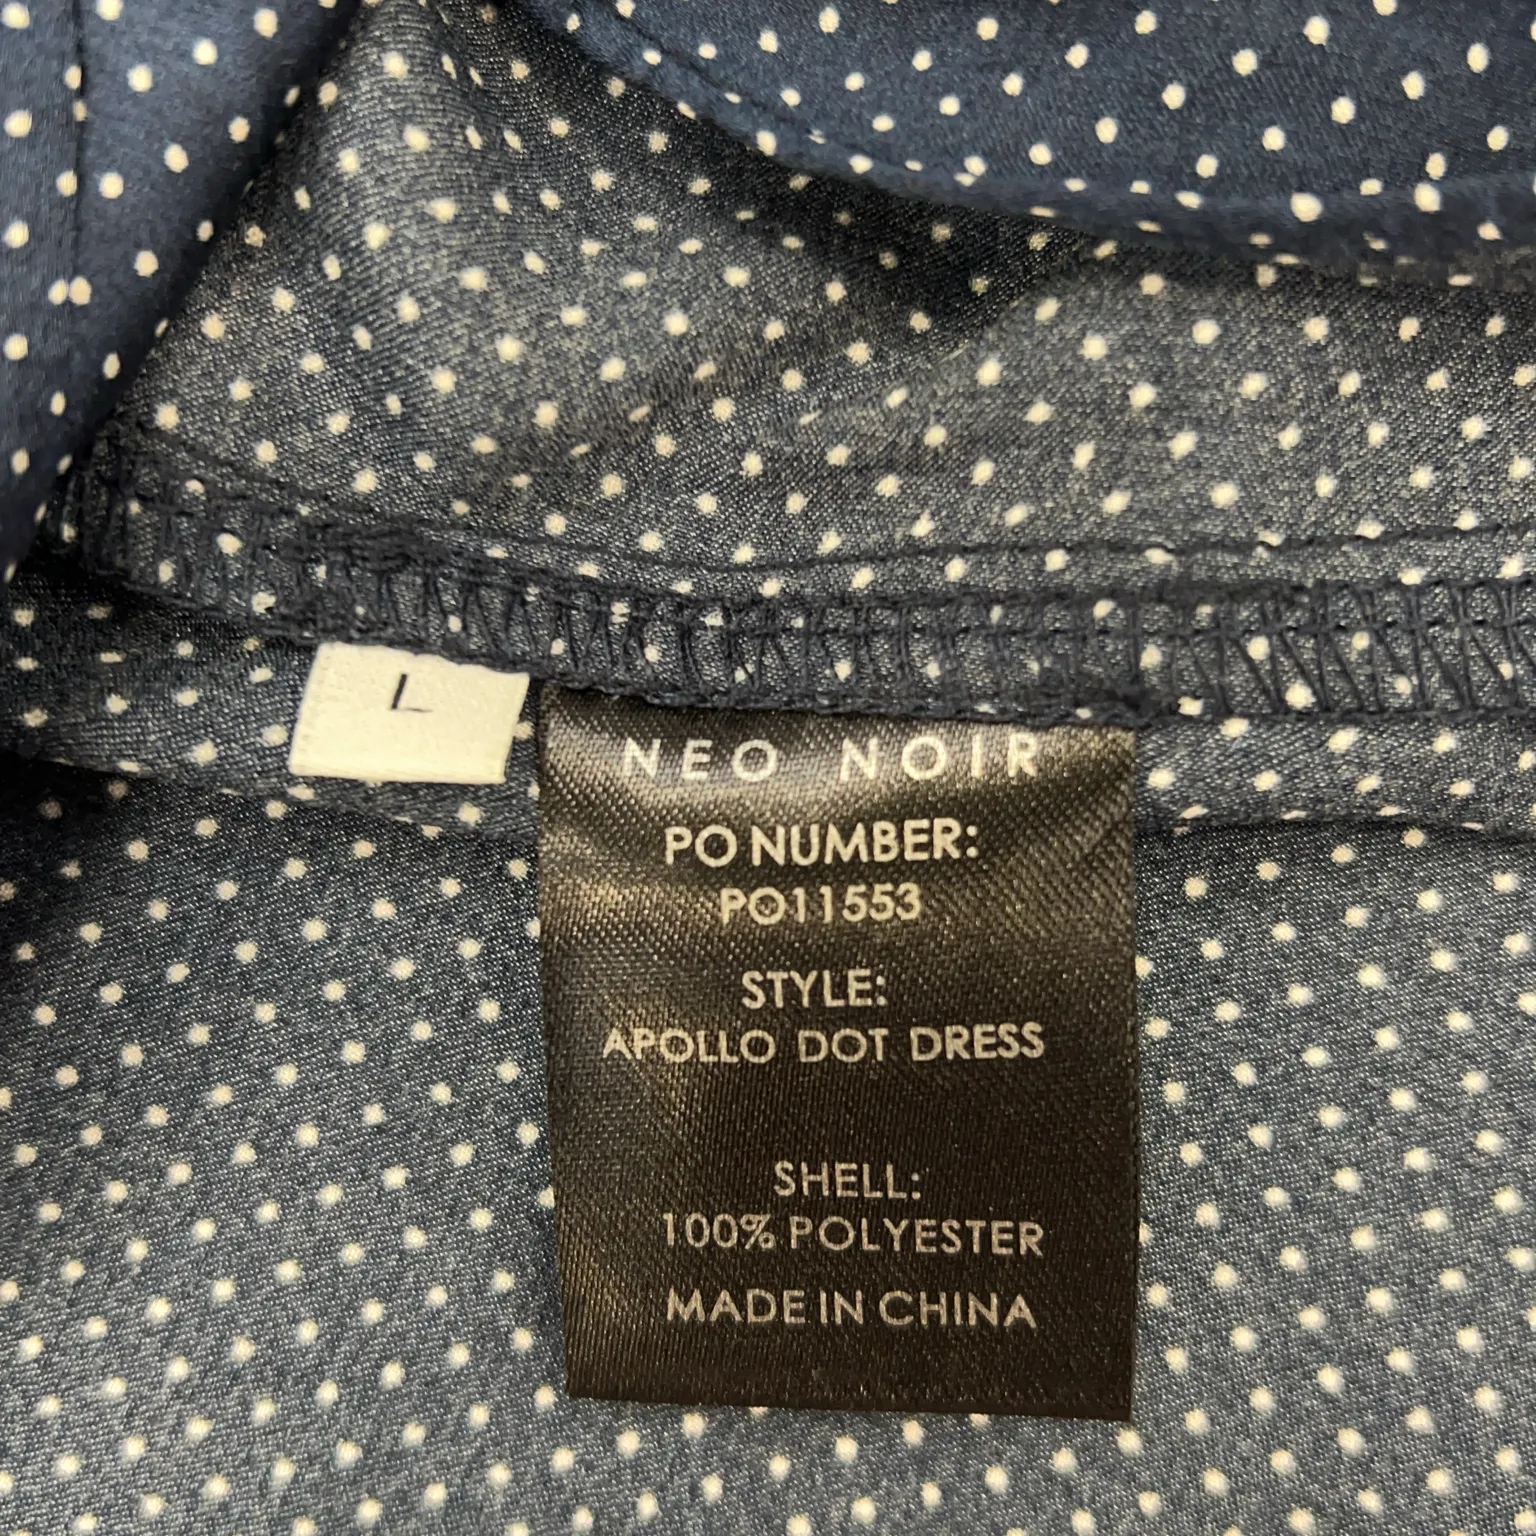 L
NEO NOIR
PO NUMBER:
PO11553
STYLE:
APOLLO DOT DRESS
SHELL:
100% POLYESTER
MADE IN CHINA